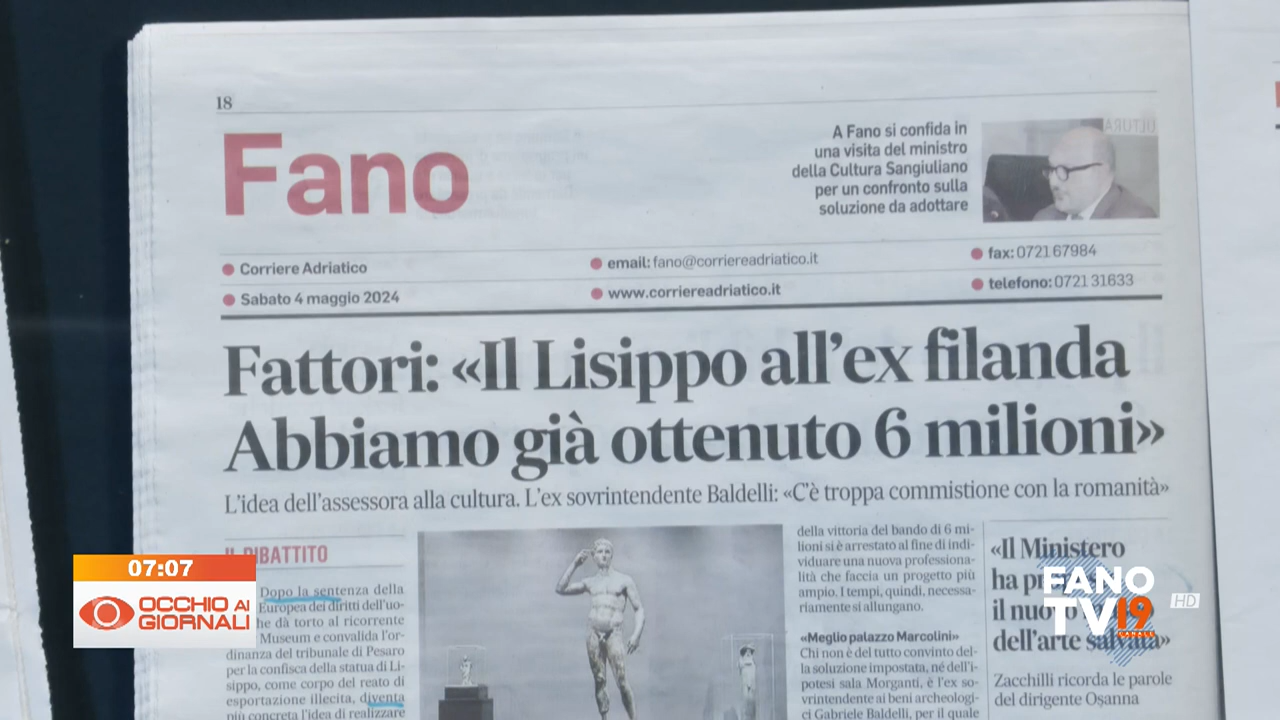 18
Fano
A Fano si confida in
una visita del ministro
della Cultura Sangiuliano
per un confronto sulla
soluzione da adottare
Corriere Adriatico
email: fano@corriereadriatico.it
fax: 0721 67984
Sabato 4 maggio 2024
www.corriereadriatico.it
telefono: 0721 31633
Fattori: «Il Lisippo all'ex filanda
Abbiamo già ottenuto 6 milioni»
L'idea dell'assessora alla cultura. L'ex sovrintendente Baldelli: «C'è troppa commistione con la romanità»
IL DIBATTITO
Dopo la sentenza della
Europea dei diritti dell'uo-
he dà torto al ricorrente
Museum e convalida l'or-
dinanza del tribunale di Pesaro
per la confisca della statua di Li-
sippo, come corpo del reato di
esportazione illecita, diventa
più concreta l'idea di realizzare
della vittoria del bando di 6 mi-
lioni si è arrestato al fine di indi-
viduare una nuova professiona-
lità che faccia un progetto più
ampio. I tempi, quindi, necessa-
riamente si allungano.
«Meglio palazzo Marcolini»
Chi non è del tutto convinto del-
la soluzione impostata, né dell'i-
potesi sala Morganti, è l'ex so-
vrintendente ai beni archeologi-
ci Gabriele Baldelli, per il quale
«Il Ministero
ha
il
dell'arte salvata»
Zacchilli ricorda le parole
del dirigente Osanna
07:07
OCCHIO AI
GIORNALI
FANO
TV 19
HD